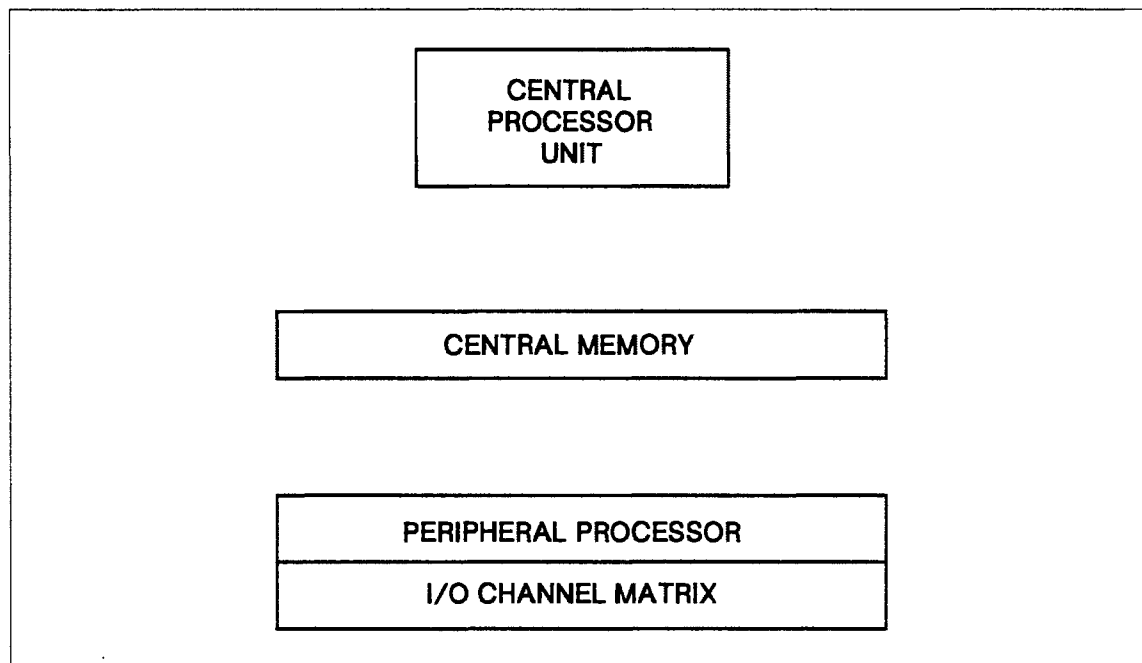 CENTRAL
PROCESSOR
UNIT
CENTRAL MEMORY
PERIPHERAL PROCESSOR
I/O CHANNEL MATRIX